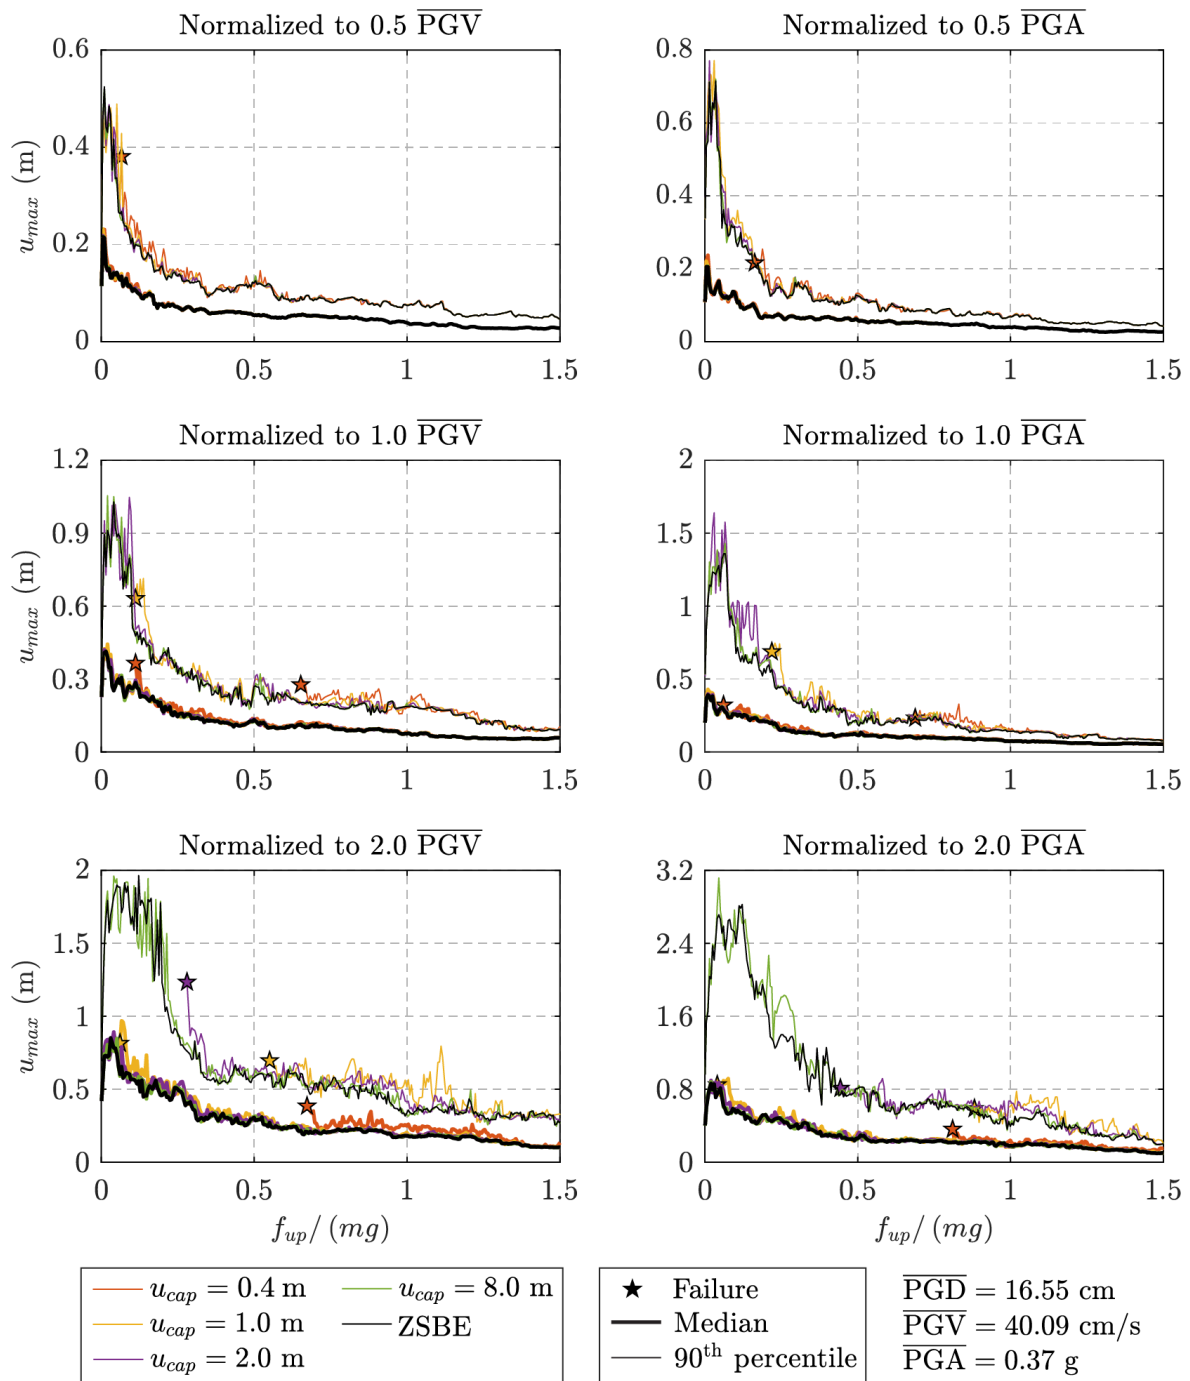 Normalized to 0.5 PGV
Normalized to 0.5 PGA
u_max (m)
0.6
0.4
0.2
0
0 0.5 1 1.5
0.8
0.6
0.4
0.2
0
0 0.5 1 1.5
Normalized to 1.0 PGV
Normalized to 1.0 PGA
u_max (m)
1.2
0.9
0.6
0.3
0
0 0.5 1 1.5
2
1.5
1
0.5
0
0 0.5 1 1.5
Normalized to 2.0 PGV
Normalized to 2.0 PGA
u_max (m)
2
1.5
1
0.5
0
0 0.5 1 1.5
f_up/(mg)
3.2
2.4
1.6
0.8
0
0 0.5 1 1.5
f_up/(mg)
u_cap = 0.4 m
u_cap = 1.0 m
u_cap = 2.0 m
u_cap = 8.0 m
ZSBE
Failure
Median
90th percentile
PGD = 16.55 cm
PGV = 40.09 cm/s
PGA = 0.37 g